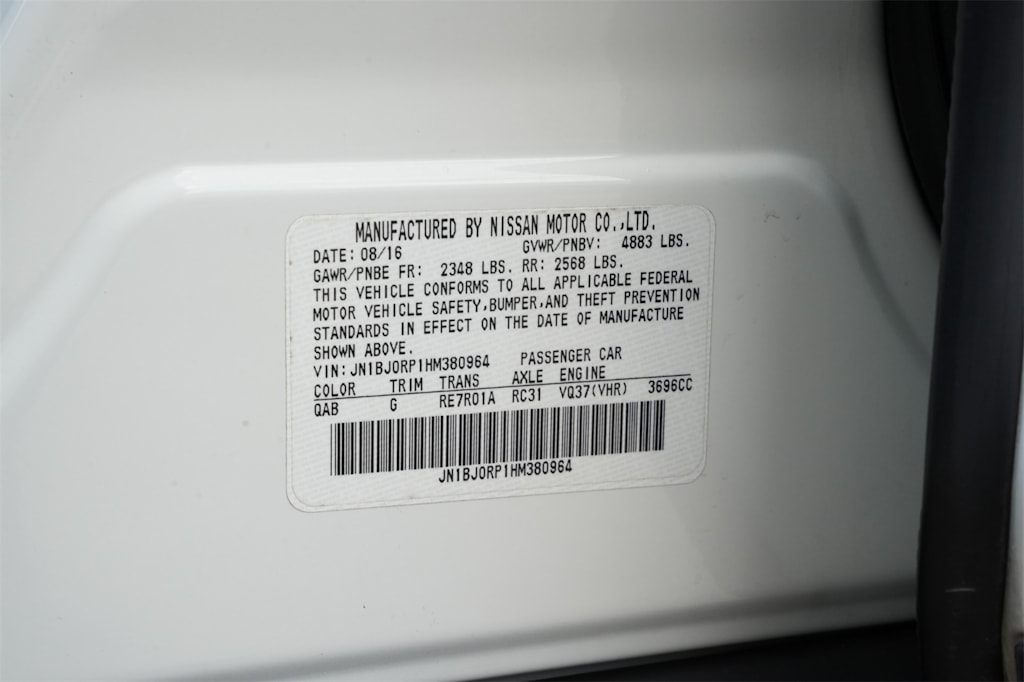 MANUFACTURED BY NISSAN MOTOR CO.,LTD.
DATE: 08/16 GVWR/PNBV: 4883 LBS.
GAWR/PNBE FR: 2348 LBS. RR: 2568 LBS.
THIS VEHICLE CONFORMS TO ALL APPLICABLE FEDERAL
MOTOR VEHICLE SAFETY,BUMPER,AND THEFT PREVENTION
STANDARDS IN EFFECT ON THE DATE OF MANUFACTURE
SHOWN ABOVE.
VIN:JN1BJ0RP1HM380964 PASSENGER CAR
COLOR TRIM TRANS AXLE ENGINE
QAB G RE7R01A RC31 VQ37(VHR) 3696CC
JN1BJ0RP1HM380964